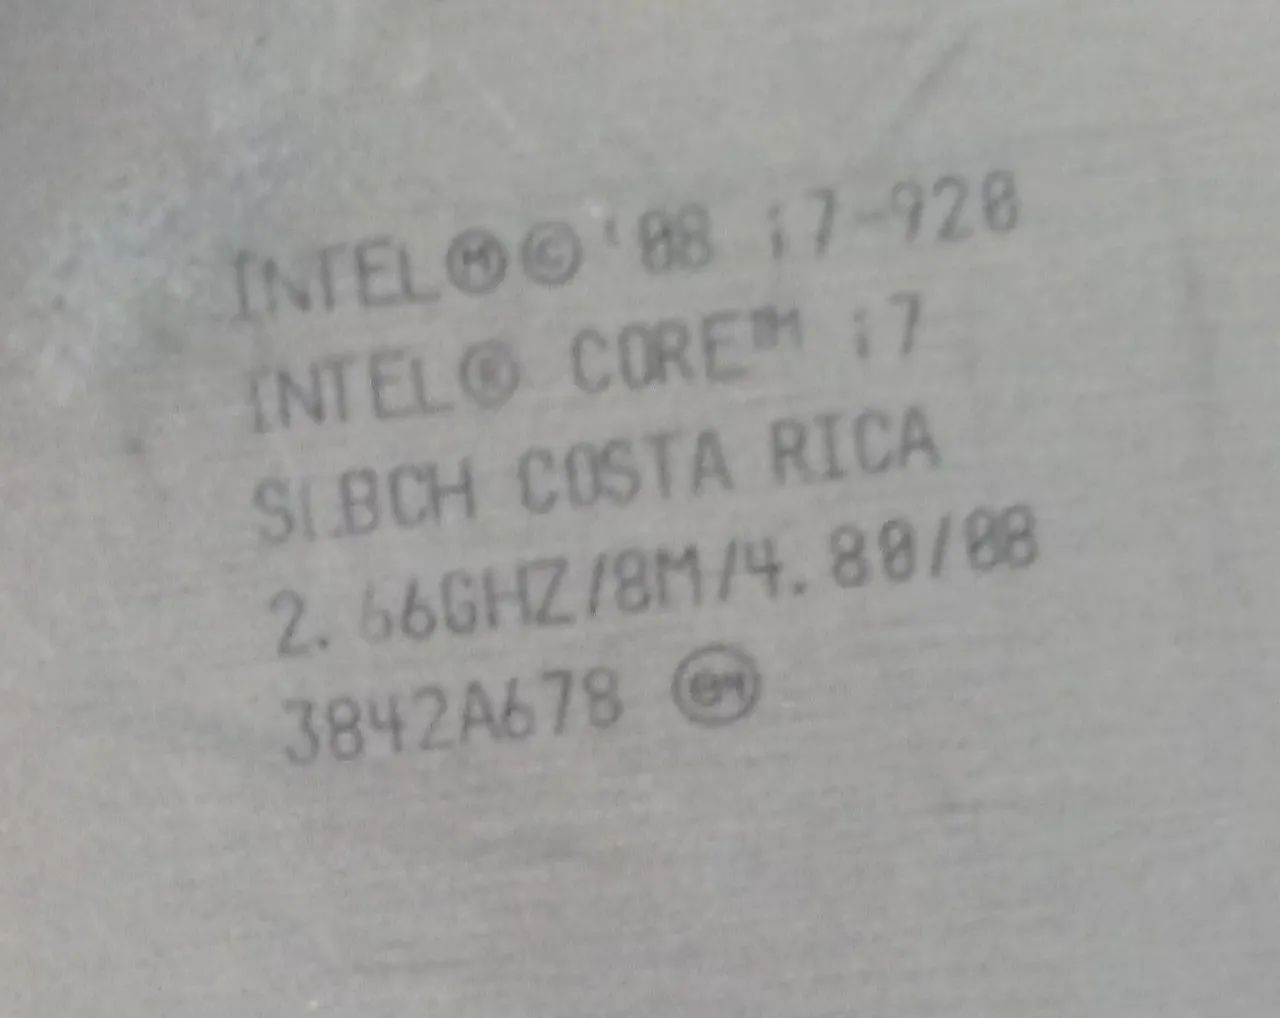 INTEL Ⓜ © '08 i7-920
INTEL® CORE™ i7
SLBCH COSTA RICA
2.66GHZ/8M/4.80/08
3842A678 e4